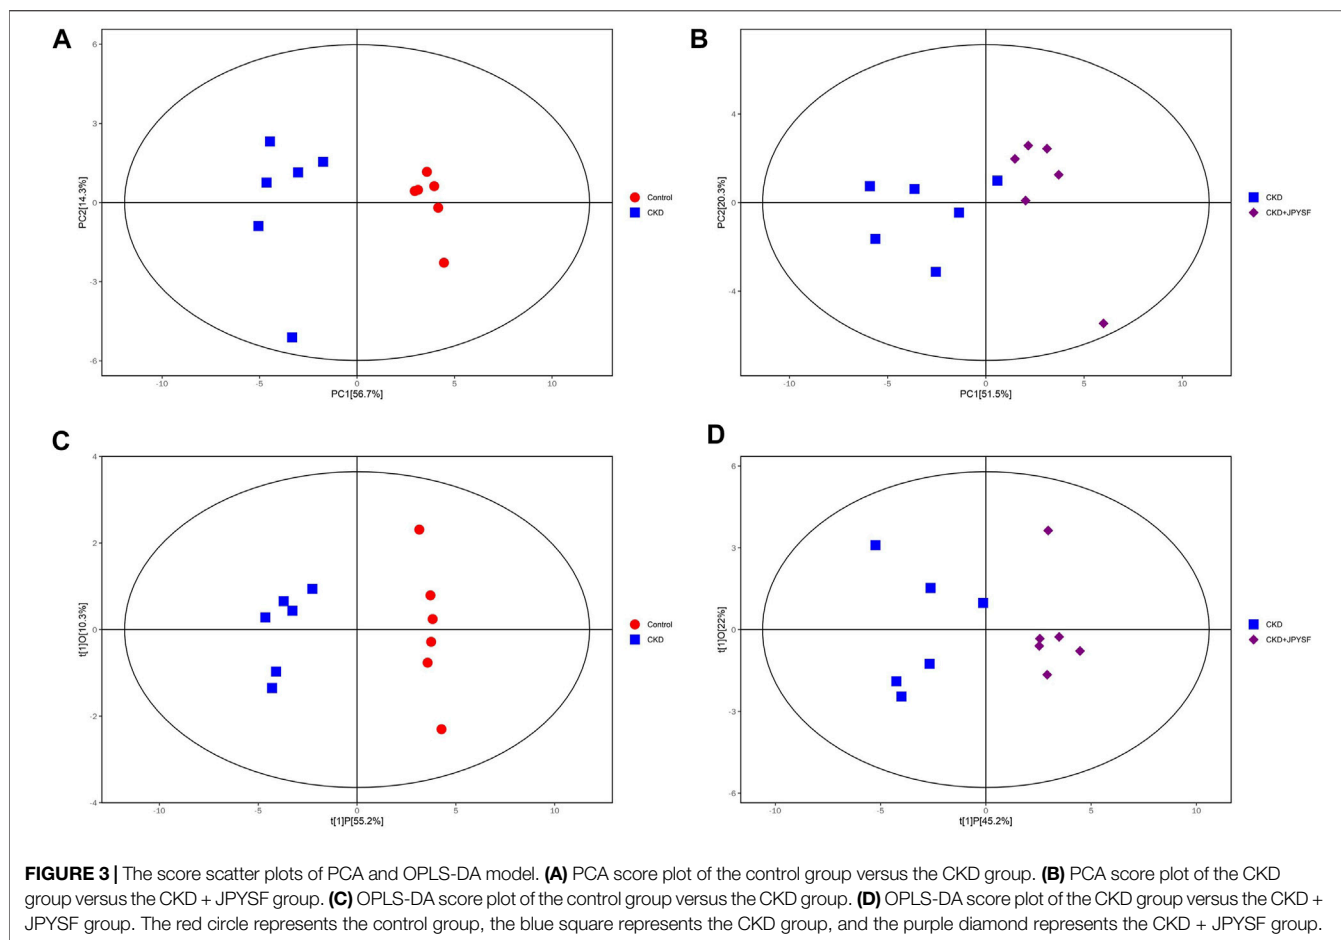 A
6
3
0
-3
-6
-10
-5
0
5
10
PC2[14.3%]
PC1[56.7%]
Control
CKD
B
4
0
-4
-10
-5
0
5
10
PC2[20.3%]
PC1[51.5%]
CKD
CKD+JPYSF
C
4
2
0
-2
-4
-10
-5
0
5
10
t[1]O[10.3%]
t[1]P[55.2%]
Control
CKD
D
6
3
0
-3
-6
-10
-5
0
5
10
t[1]O[22%]
t[1]P[45.2%]
CKD
CKD+JPYSF
FIGURE 3 | The score scatter plots of PCA and OPLS-DA model. (A) PCA score plot of the control group versus the CKD group. (B) PCA score plot of the CKD
group versus the CKD + JPYSF group. (C) OPLS-DA score plot of the control group versus the CKD group. (D) OPLS-DA score plot of the CKD group versus the CKD +
JPYSF group. The red circle represents the control group, the blue square represents the CKD group, and the purple diamond represents the CKD + JPYSF group.